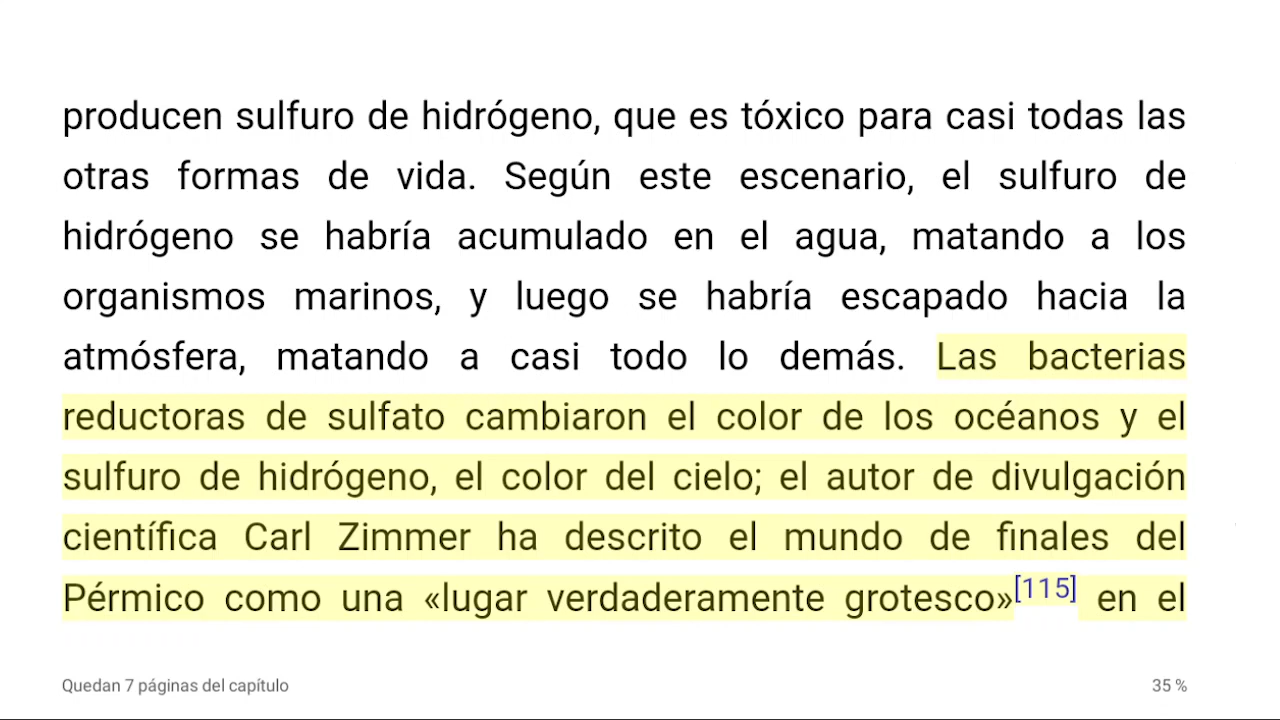 producen sulfuro de hidrógeno, que es tóxico para casi todas las
otras formas de vida. Según este escenario, el sulfuro de
hidrógeno se habría acumulado en el agua, matando a los
organismos marinos, y luego se habría escapado hacia la
atmósfera, matando a casi todo lo demás. Las bacterias
reductoras de sulfato cambiaron el color de los océanos y el
sulfuro de hidrógeno, el color del cielo; el autor de divulgación
científica Carl Zimmer ha descrito el mundo de finales del
Pérmico como una «lugar verdaderamente grotesco»[115] en el
Quedan 7 páginas del capítulo
35 %